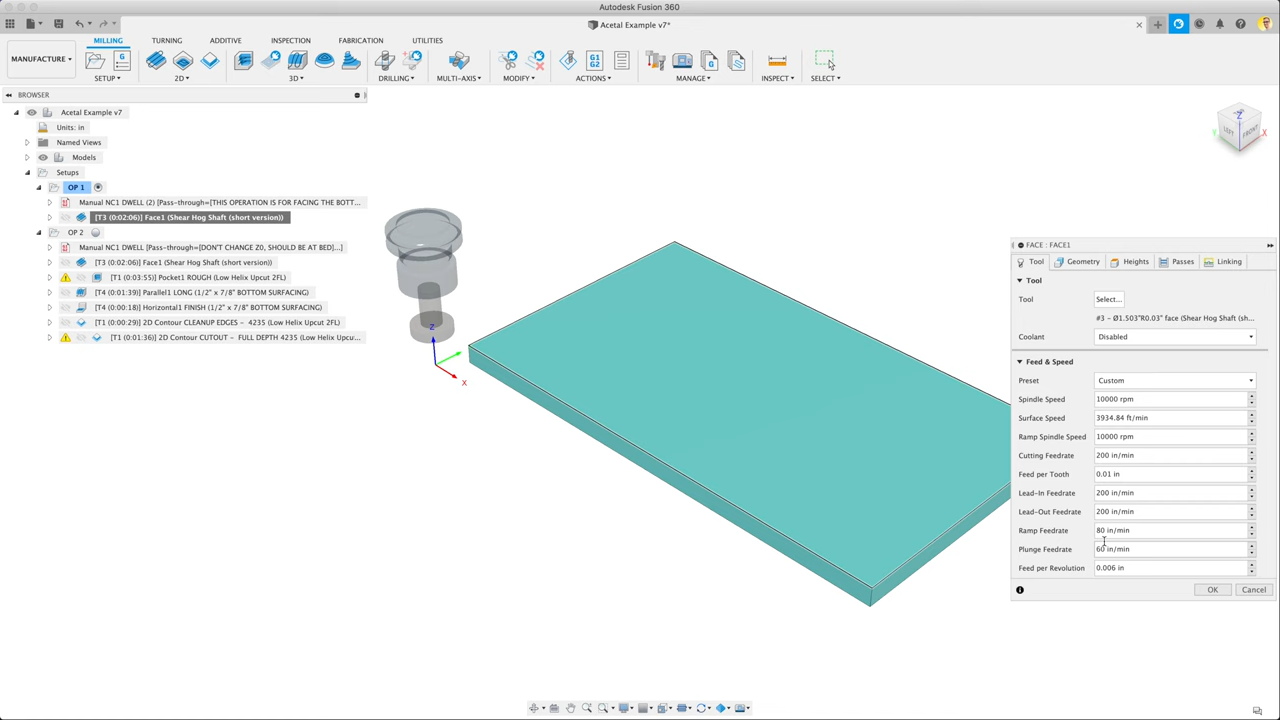 Autodesk Fusion 360
Acetal Example v7*
MILLING TURNING ADDITIVE INSPECTION FABRICATION UTILITIES
MANUFACTURE
G
G1
G2
SETUP 2D 3D DRILLING MULTI-AXIS MODIFY ACTIONS MANAGE INSPECT SELECT
BROWSER
Acetal Example v7
Units: in
Named Views
Models
Setups
OP 1
Manual NC1 DWELL (2) [Pass-through=[THIS OPERATION IS FOR FACING THE BOTT...
[T3 (0:02:06)] Face1 (Shear Hog Shaft (short version))
OP 2
Manual NC1 DWELL [Pass-through=[DON'T CHANGE Z0, SHOULD BE AT BED]...]
[T3 (0:02:06)] Face1 (Shear Hog Shaft (short version))
[T1 (0:03:55)] Pocket1 ROUGH (Low Helix Upcut 2FL)
[T4 (0:01:39)] Parallel1 LONG (1/2" x 7/8" BOTTOM SURFACING)
[T4 (0:00:18)] Horizontal1 FINISH (1/2" x 7/8" BOTTOM SURFACING)
[T1 (0:00:29)] 2D Contour CLEANUP EDGES - 4235 (Low Helix Upcut 2FL)
[T1 (0:01:36)] 2D Contour CUTOUT - FULL DEPTH 4235 (Low Helix Upc...
Z
X
Z
LEFT FRONT
Y
X
FACE : FACE1
Tool Geometry Heights Passes Linking
Tool
Tool Select...
#3 - Ø1.503"R0.03" face (Shear Hog Shaft (sh...
Coolant Disabled
Feed & Speed
Preset Custom
Spindle Speed 10000 rpm
Surface Speed 3934.84 ft/min
Ramp Spindle Speed 10000 rpm
Cutting Feedrate 200 in/min
Feed per Tooth 0.01 in
Lead-In Feedrate 200 in/min
Lead-Out Feedrate 200 in/min
Ramp Feedrate 80 in/min
Plunge Feedrate 60 in/min
Feed per Revolution 0.006 in
OK Cancel